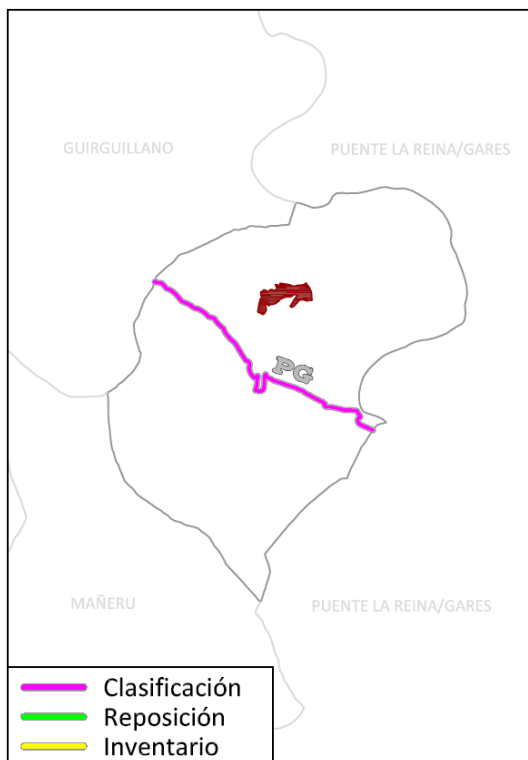 GUIRGUILLANO
PUENTE LA REINA/GARES
PG
MAÑERU
PUENTE LA REINA/GARES
Clasificación
Reposición
Inventario